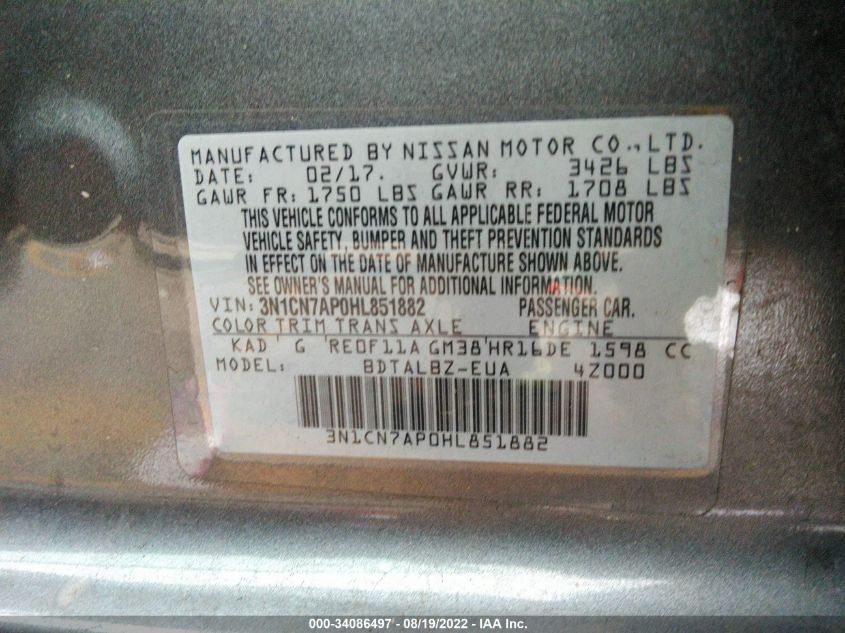 MANUFACTURED BY NISSAN MOTOR CO., LTD.
DATE: 02/17. GVWR: 3426 LBS
GAWR FR: 1750 LBS GAWR RR: 1708 LBS
THIS VEHICLE CONFORMS TO ALL APPLICABLE FEDERAL MOTOR
VEHICLE SAFETY, BUMPER AND THEFT PREVENTION STANDARDS
IN EFFECT ON THE DATE OF MANUFACTURE SHOWN ABOVE.
SEE OWNER'S MANUAL FOR ADDITIONAL INFORMATION.
VIN: 3N1CN7AP0HL851882 PASSENGER CAR.
COLOR TRIM TRANS AXLE ENGINE
KAD G RE0F11A GM38 HR16DE 1598 CC
MODEL: BDTALBZ-EUA 4Z000
3N1CN7AP0HL851882
000-34086497 - 08/19/2022 - IAA Inc.